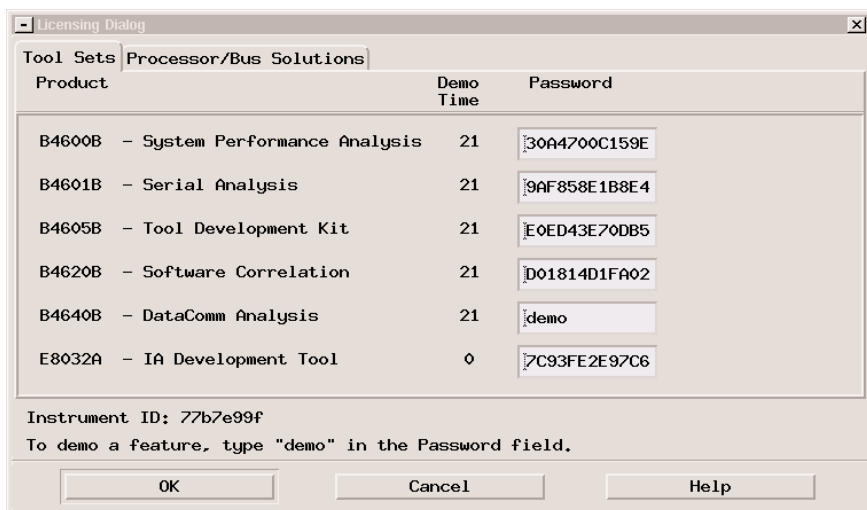 Licensing Dialog
Tool Sets Processor/Bus Solutions
Product Demo Time Password
B4600B - System Performance Analysis 21 30A4700C159E
B4601B - Serial Analysis 21 9AF858E1B8E4
B4605B - Tool Development Kit 21 E0ED43E70DB5
B4620B - Software Correlation 21 D01814D1FA02
B4640B - DataComm Analysis 21 demo
E8032A - IA Development Tool 0 7C93FE2E97C6
Instrument ID: 77b7e99f
To demo a feature, type "demo" in the Password field.
OK Cancel Help